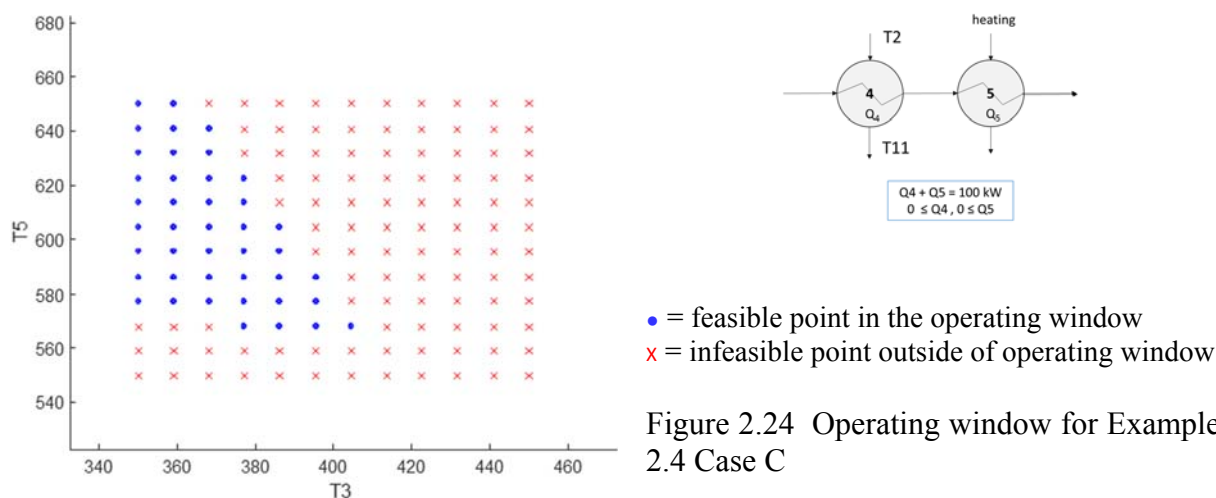 680
660
640
620
600
580
560
540
T5
340
360
380
400
420
440
460
T3
heating
T2
4
Q4
5
Q5
T11
Q4 + Q5 = 100 kW
0 ≤ Q4 , 0 ≤ Q5
• = feasible point in the operating window
x = infeasible point outside of operating window
Figure 2.24 Operating window for Example
2.4 Case C